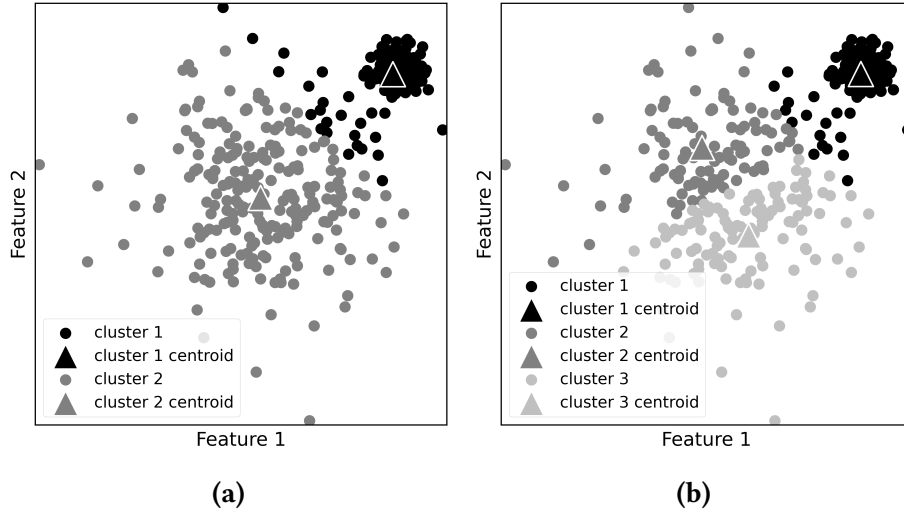 Feature 2
cluster 1
cluster 1 centroid
cluster 2
cluster 2 centroid
Feature 1
(a)
Feature 2
cluster 1
cluster 1 centroid
cluster 2
cluster 2 centroid
cluster 3
cluster 3 centroid
Feature 1
(b)